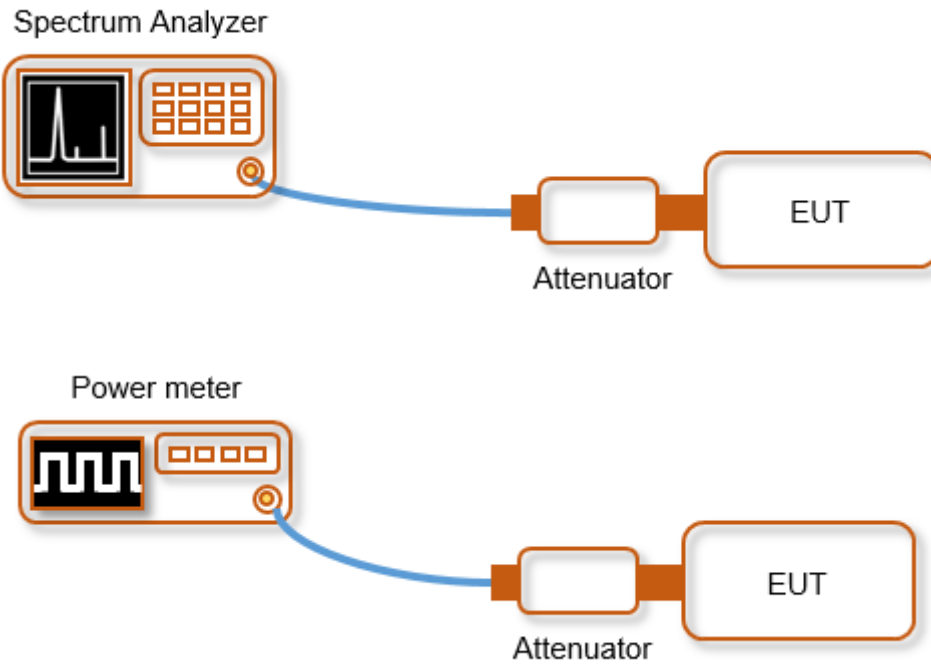 Spectrum Analyzer
EUT
Attenuator
Power meter
EUT
Attenuator